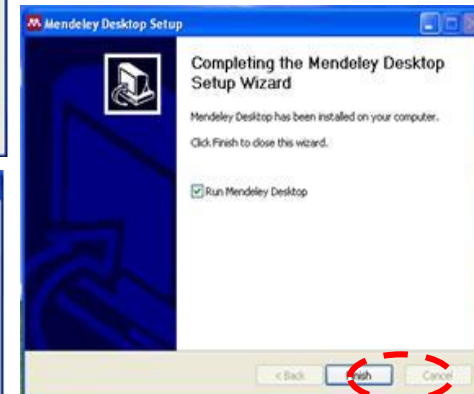 Mendeley Desktop Setup
Completing the Mendeley Desktop
Setup Wizard
Mendeley Desktop has been installed on your computer.
Click Finish to close this wizard.
Run Mendeley Desktop
< Back Finish Cancel